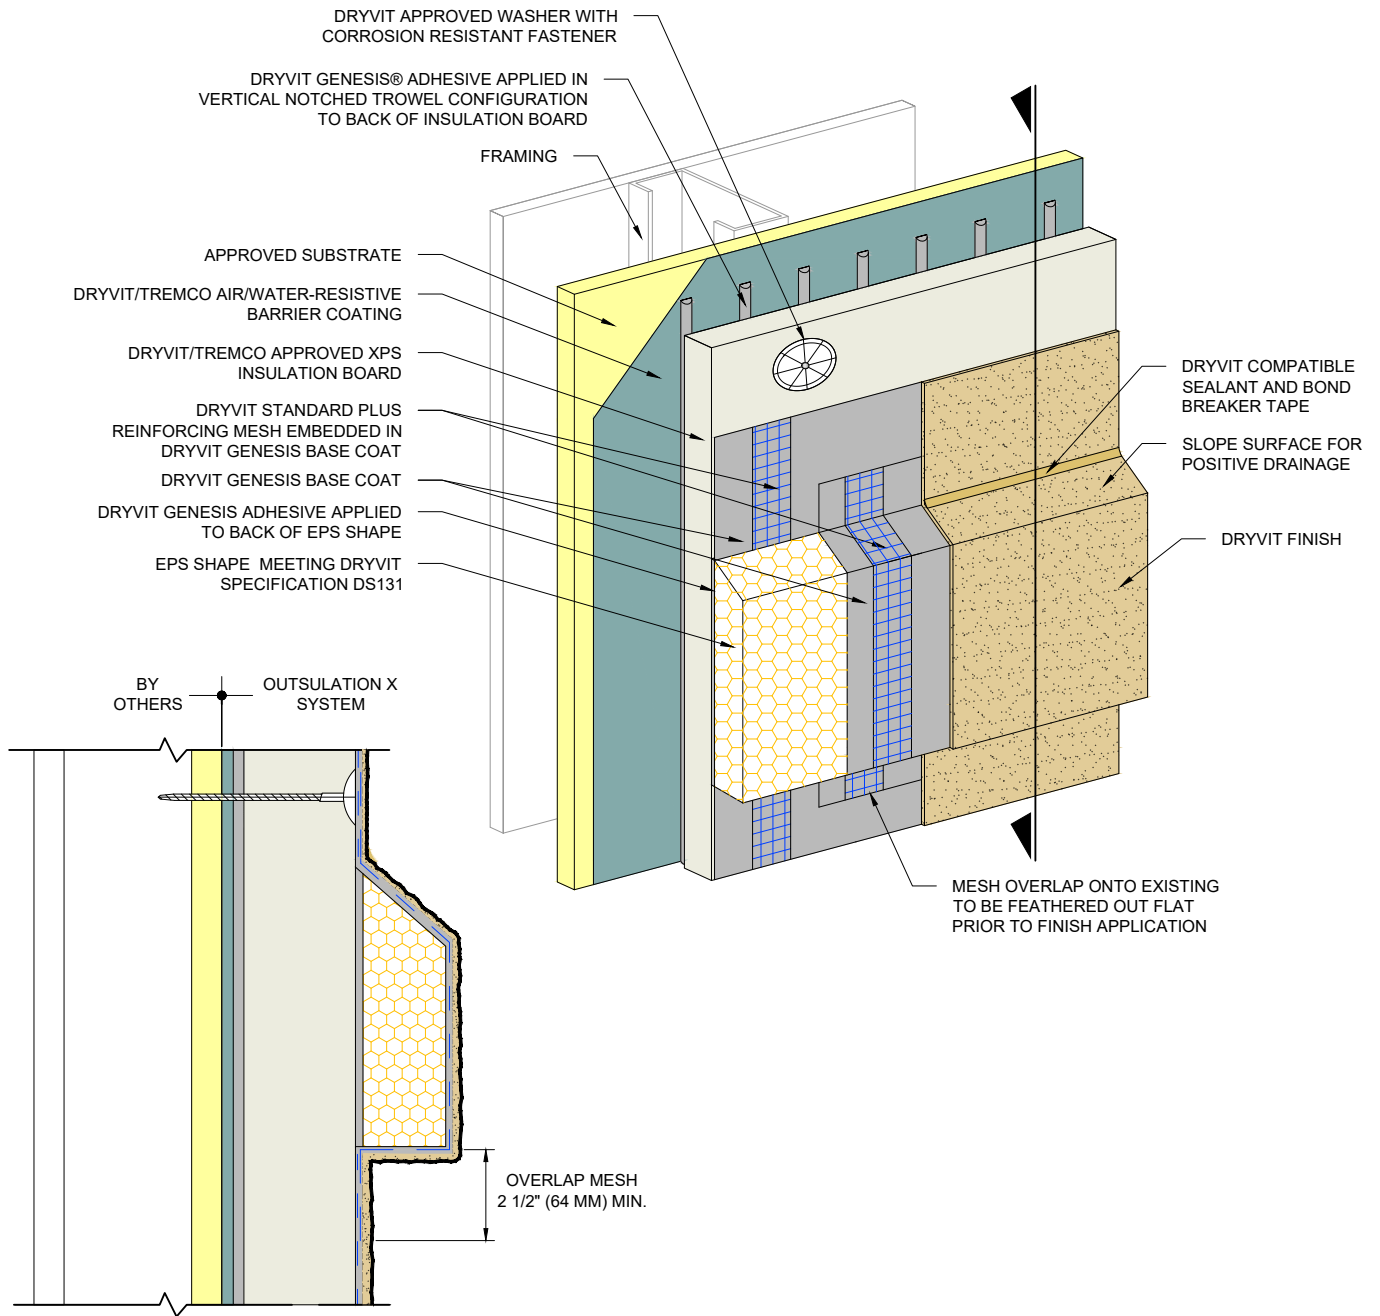 DRYVIT APPROVED WASHER WITH
CORROSION RESISTANT FASTENER
DRYVIT GENESIS® ADHESIVE APPLIED IN
VERTICAL NOTCHED TROWEL CONFIGURATION
TO BACK OF INSULATION BOARD
FRAMING
APPROVED SUBSTRATE
DRYVIT/TREMCO AIR/WATER-RESISTIVE
BARRIER COATING
DRYVIT/TREMCO APPROVED XPS
INSULATION BOARD
DRYVIT STANDARD PLUS
REINFORCING MESH EMBEDDED IN
DRYVIT GENESIS BASE COAT
DRYVIT GENESIS BASE COAT
DRYVIT GENESIS ADHESIVE APPLIED
TO BACK OF EPS SHAPE
EPS SHAPE MEETING DRYVIT
SPECIFICATION DS131
DRYVIT COMPATIBLE
SEALANT AND BOND
BREAKER TAPE
SLOPE SURFACE FOR
POSITIVE DRAINAGE
DRYVIT FINISH
MESH OVERLAP ONTO EXISTING
TO BE FEATHERED OUT FLAT
PRIOR TO FINISH APPLICATION
BY
OTHERS
OUTSULATION X
SYSTEM
OVERLAP MESH
2 1/2" (64 MM) MIN.